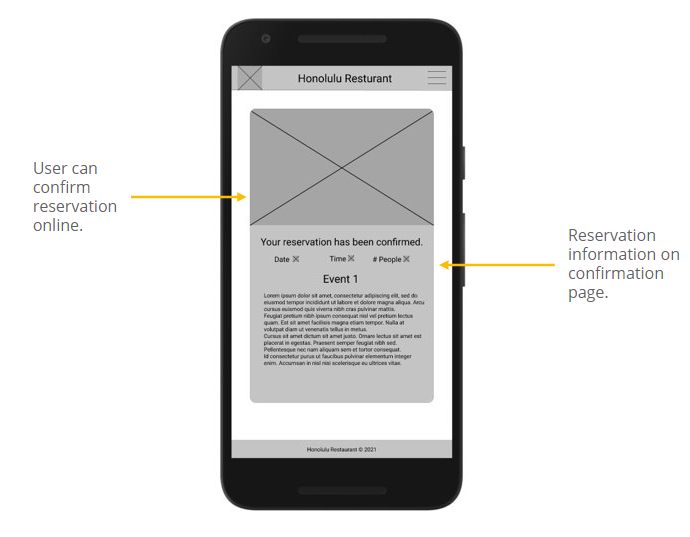 Honolulu Resturant
User can
confirm
reservation
online.
Your reservation has been confirmed.
Date Time # People
Event 1
Lorem ipsum dolor sit amet, consectetur adipiscing elit, sed do
eiusmod tempor incididunt ut labore et dolore magna aliqua. Arcu
cursus euismod quis viverra nibh cras pulvinar mattis.
Feugiat pretium nibh ipsum consequat nisl vel pretium lectus
quam. Est sit amet facilisis magna etiam tempor. Nulla at
volutpat diam ut venenatis tellus in metus.
Cursus sit amet dictum sit amet justo. Ornare lectus sit amet est
placerat in egestas. Praesent semper feugiat nibh sed.
Pellentesque nec nam aliquam sem et tortor consequat.
Id consectetur purus ut faucibus pulvinar elementum integer
enim. Accumsan in nisl nisi scelerisque eu ultrices vitae.
Reservation
information on
confirmation
page.
Honolulu Restaurant © 2021